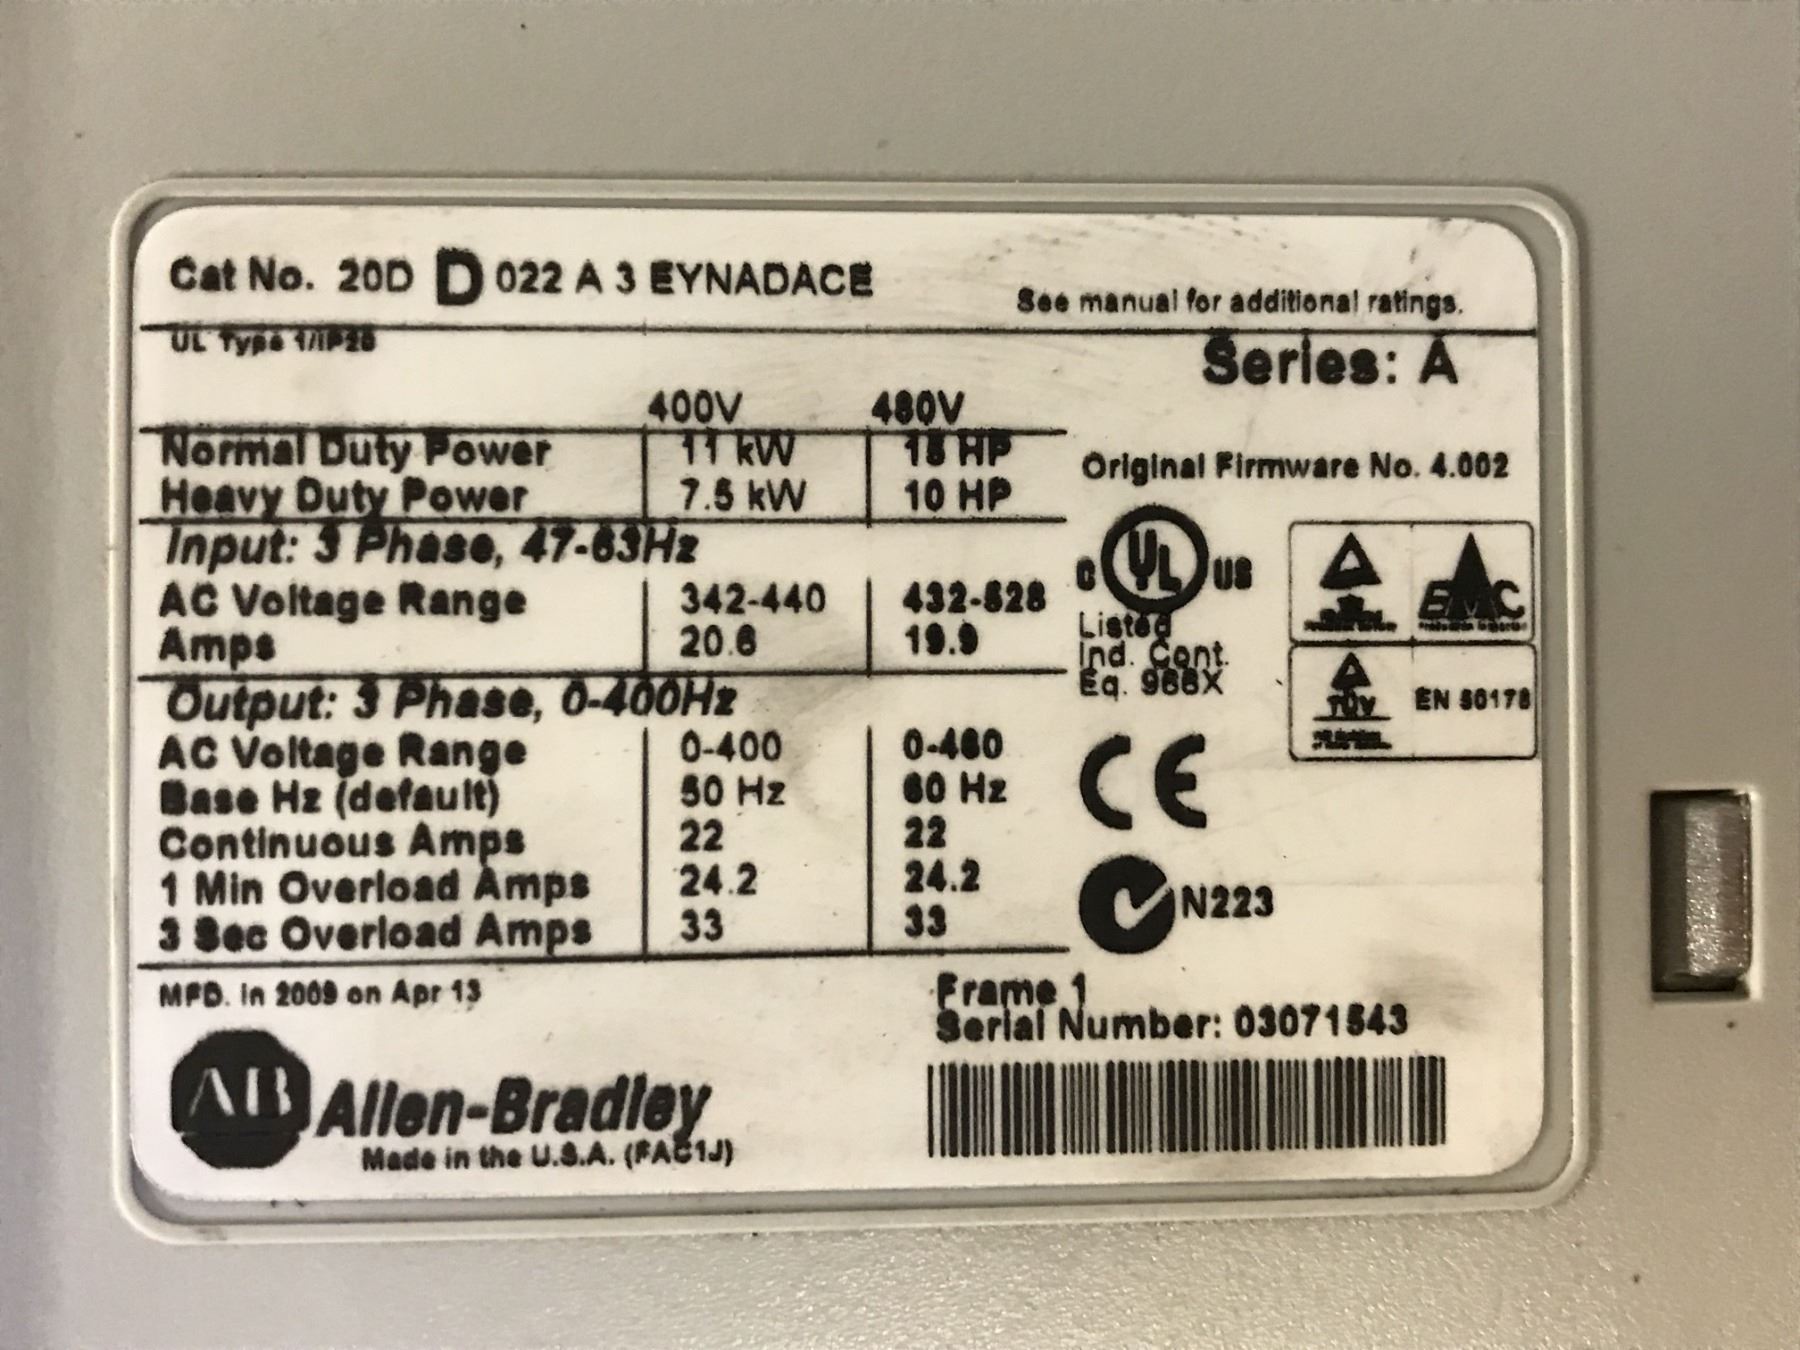 Cat No. 20D D 022 A 3 EYNADACE
See manual for additional ratings.
UL Type 1/IP20
Series: A
400V 480V
Normal Duty Power 11 kW 15 HP
Heavy Duty Power 7.5 kW 10 HP
Original Firmware No. 4.002
Input: 3 Phase, 47-63Hz
AC Voltage Range 342-440 432-528
Amps 20.6 19.9
C UL US
Listed
Ind. Cont.
Eq. 966X
EMC
Output: 3 Phase, 0-400Hz
TÜV
EN 50178
AC Voltage Range 0-400 0-460
Base Hz (default) 50 Hz 60 Hz
Continuous Amps 22 22
1 Min Overload Amps 24.2 24.2
3 Sec Overload Amps 33 33
CE
N223
MFD. in 2009 on Apr 13
Frame 1
Serial Number: 03071543
AB Allen-Bradley
Made in the U.S.A. (FAC1J)